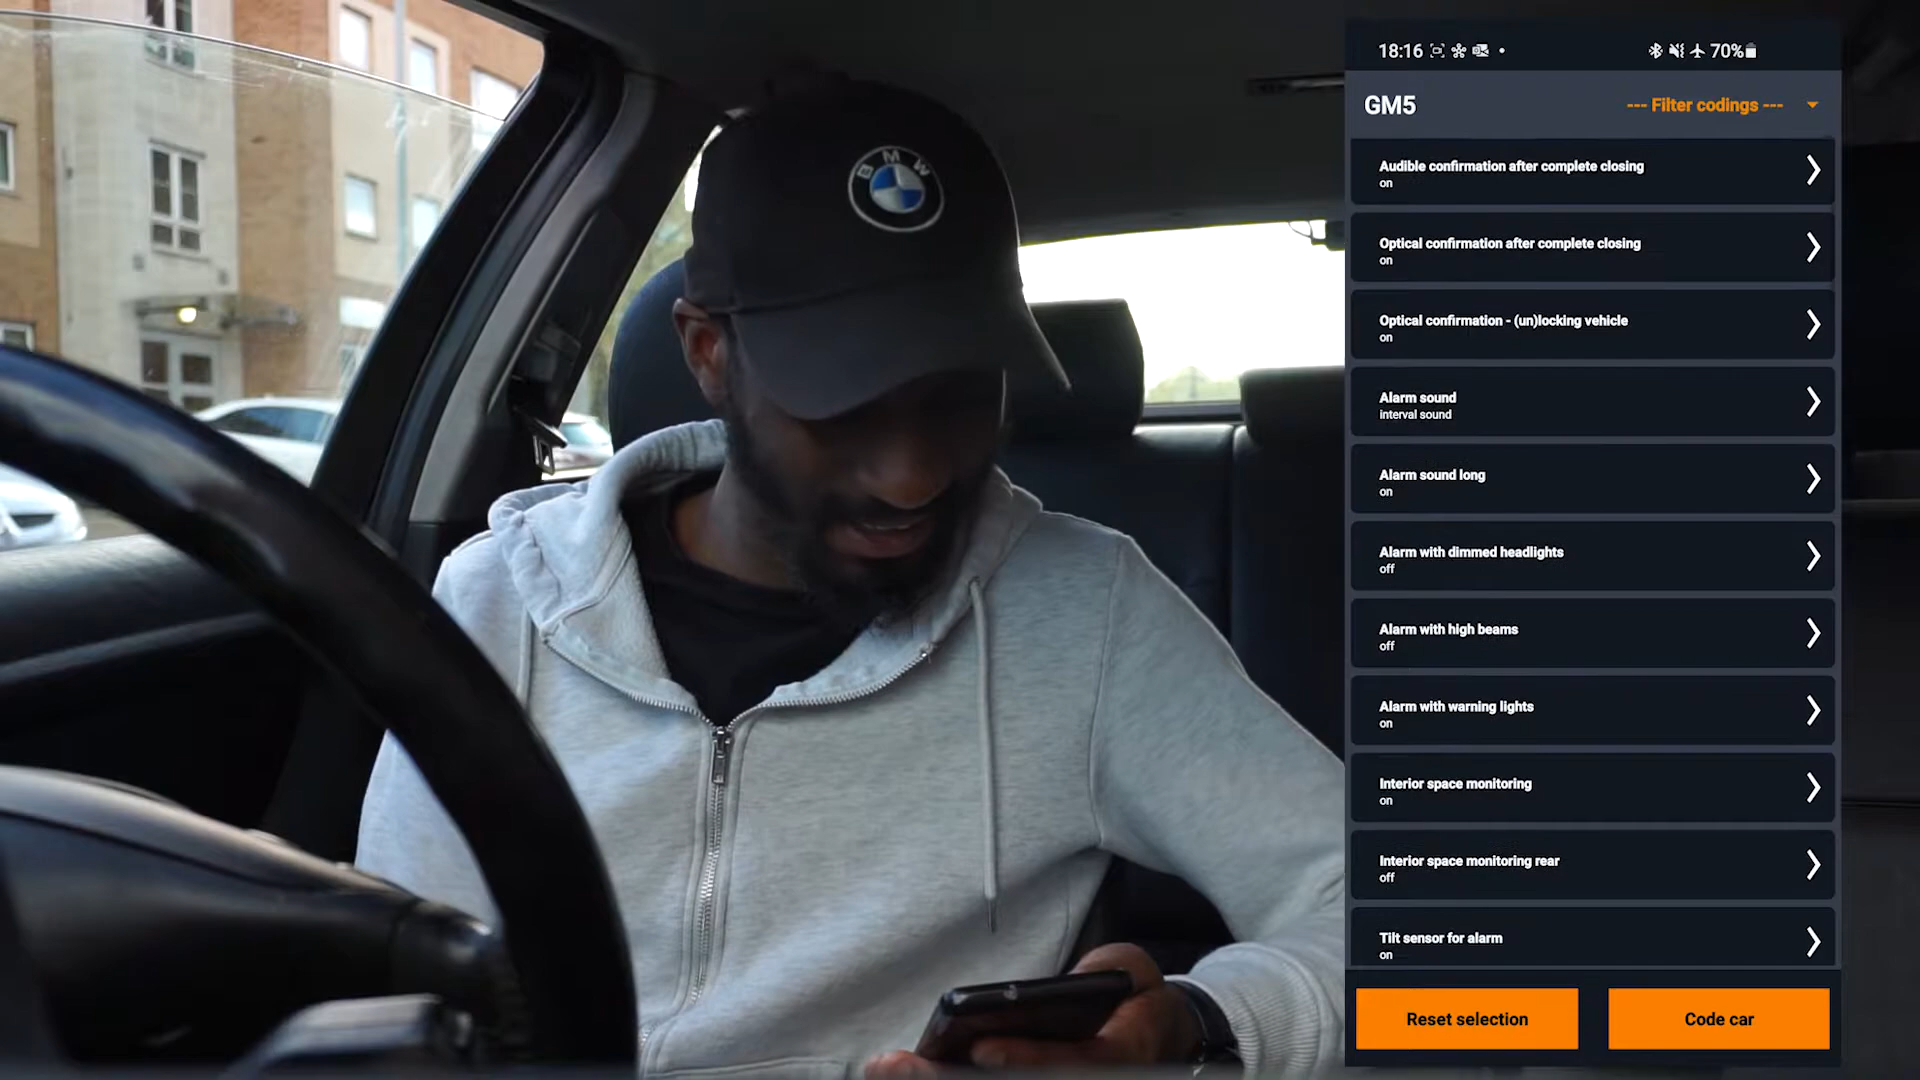 BMW
18:16
70%
GM5
--- Filter codings ---
Audible confirmation after complete closing
on
Optical confirmation after complete closing
on
Optical confirmation - (un)locking vehicle
on
Alarm sound
interval sound
Alarm sound long
on
Alarm with dimmed headlights
off
Alarm with high beams
off
Alarm with warning lights
on
Interior space monitoring
on
Interior space monitoring rear
off
Tilt sensor for alarm
on
Reset selection
Code car